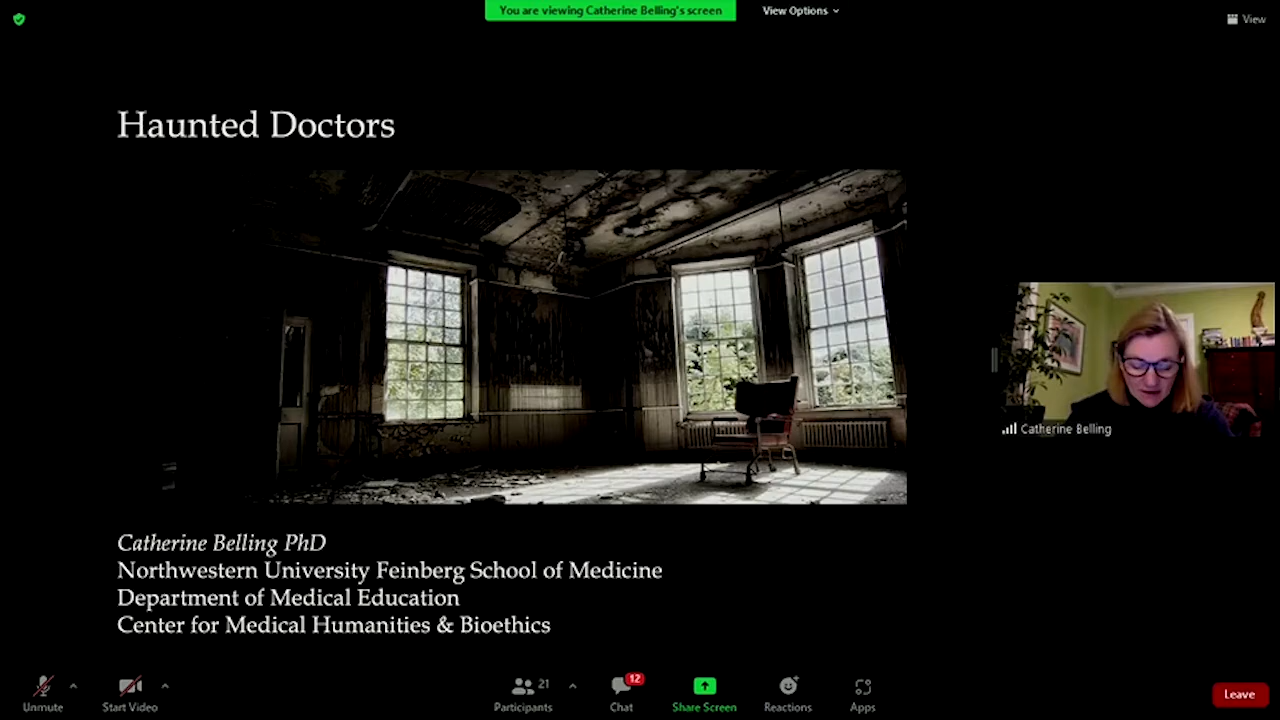 You are viewing Catherine Belling's screen
View Options
View
Haunted Doctors
Catherine Belling
Catherine Belling PhD
Northwestern University Feinberg School of Medicine
Department of Medical Education
Center for Medical Humanities & Bioethics
21
12
Unmute
Start Video
Participants
Chat
Share Screen
Reactions
Apps
Leave